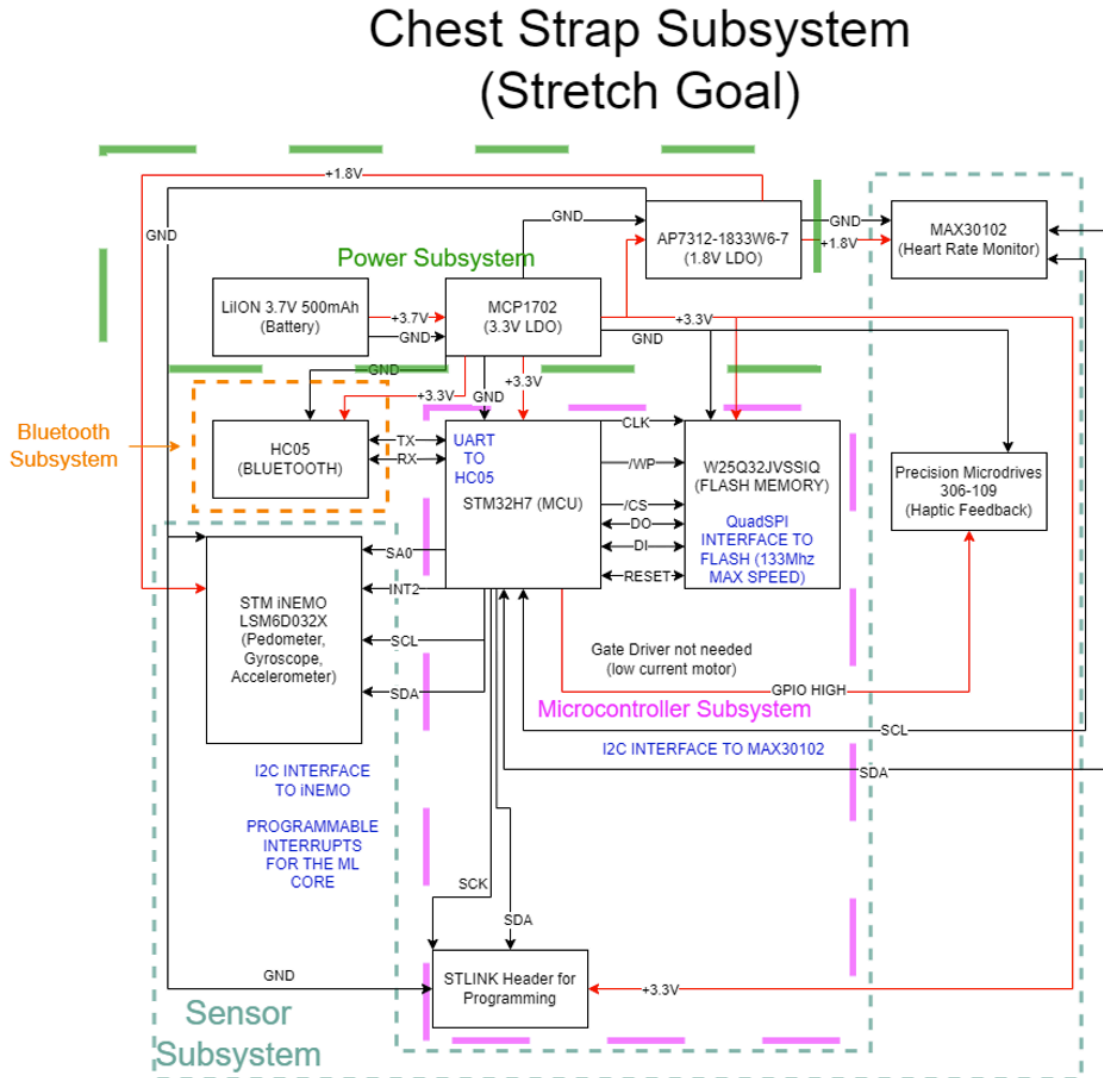 Chest Strap Subsystem
(Stretch Goal)
+1.8V
GND
GND
AP7312-1833W6-7
(1.8V LDO)
GND
+1.8V
MAX30102
(Heart Rate Monitor)
Power Subsystem
LiION 3.7V 500mAh
(Battery)
+3.7V
GND
MCP1702
(3.3V LDO)
+3.3V
GND
GND
+3.3V
GND
+3.3V
Bluetooth
Subsystem
HC05
(BLUETOOTH)
TX
RX
UART
TO
HC05
STM32H7 (MCU)
CLK
/WP
/CS
DO
DI
RESET
W25Q32JVSSIQ
(FLASH MEMORY)
QuadSPI
INTERFACE TO
FLASH (133Mhz
MAX SPEED)
Precision Microdrives
306-109
(Haptic Feedback)
SA0
INT2
SCL
SDA
STM iNEMO
LSM6D032X
(Pedometer,
Gyroscope,
Accelerometer)
Gate Driver not needed
(low current motor)
GPIO HIGH
Microcontroller Subsystem
SCL
I2C INTERFACE TO MAX30102
SDA
I2C INTERFACE
TO iNEMO
PROGRAMMABLE
INTERRUPTS
FOR THE ML
CORE
SCK
SDA
GND
STLINK Header for
Programming
+3.3V
Sensor
Subsystem